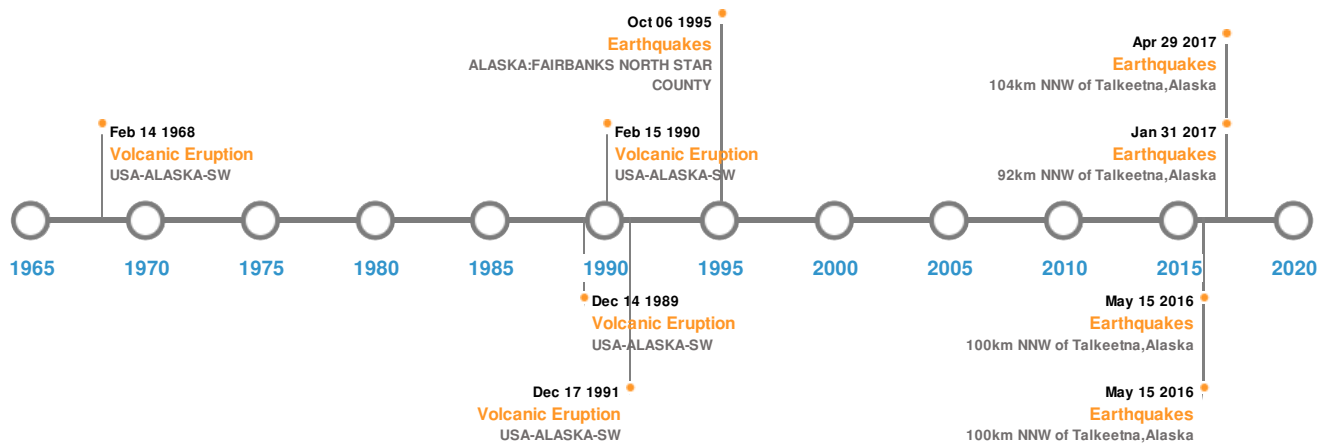 Oct 06 1995
Earthquakes
ALASKA:FAIRBANKS NORTH STAR
COUNTY
Apr 29 2017
Earthquakes
104km NNW of Talkeetna,Alaska
Feb 14 1968
Volcanic Eruption
USA-ALASKA-SW
Feb 15 1990
Volcanic Eruption
USA-ALASKA-SW
Jan 31 2017
Earthquakes
92km NNW of Talkeetna,Alaska
1965 1970 1975 1980 1985 1990 1995 2000 2005 2010 2015 2020
Dec 14 1989
Volcanic Eruption
USA-ALASKA-SW
May 15 2016
Earthquakes
100km NNW of Talkeetna,Alaska
Dec 17 1991
Volcanic Eruption
USA-ALASKA-SW
May 15 2016
Earthquakes
100km NNW of Talkeetna,Alaska